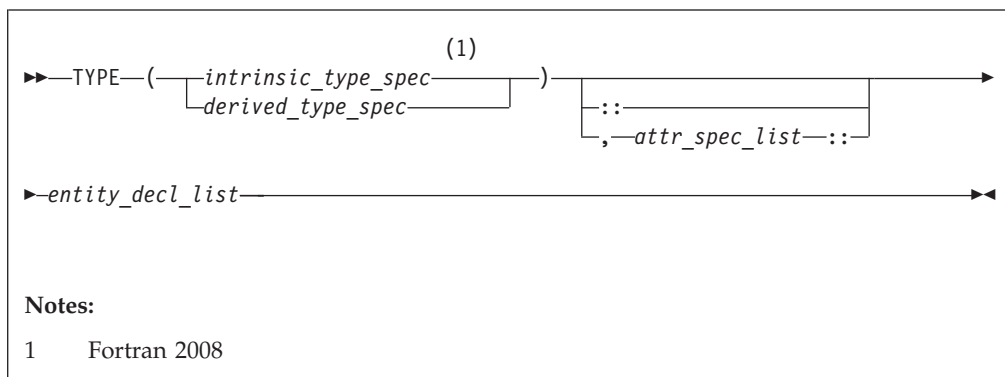 (1)
TYPE ( intrinsic_type_spec )
derived_type_spec ::
, attr_spec_list ::
entity_decl_list
Notes:
1 Fortran 2008